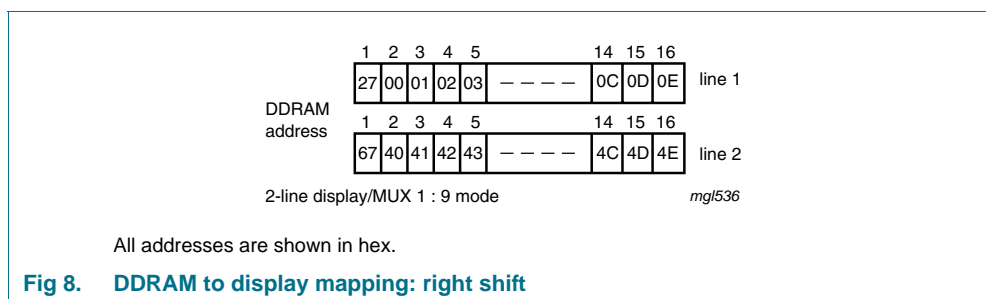 1 2 3 4 5 14 15 16
27 00 01 02 03 – – – – 0C 0D 0E line 1
DDRAM
address
1 2 3 4 5 14 15 16
67 40 41 42 43 – – – – 4C 4D 4E line 2
2-line display/MUX 1 : 9 mode mgl536
All addresses are shown in hex.
Fig 8. DDRAM to display mapping: right shift